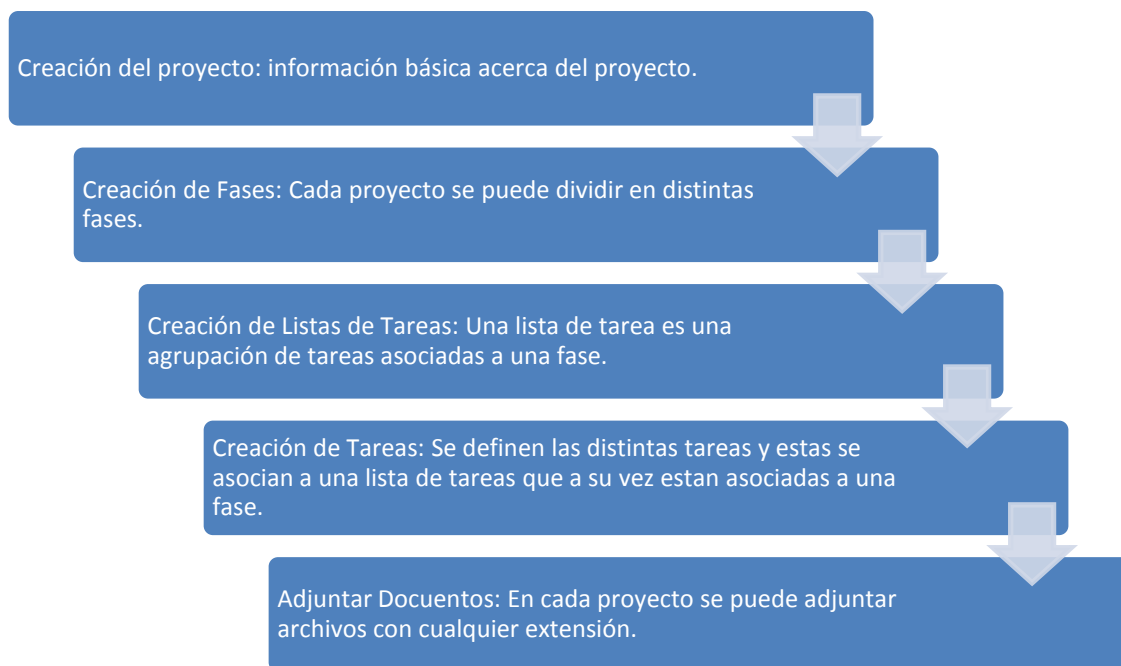 Creación del proyecto: información básica acerca del proyecto.
Creación de Fases: Cada proyecto se puede dividir en distintas
fases.
Creación de Listas de Tareas: Una lista de tarea es una
agrupación de tareas asociadas a una fase.
Creación de Tareas: Se definen las distintas tareas y estas se
asocian a una lista de tareas que a su vez estan asociadas a una
fase.
Adjuntar Docuentos: En cada proyecto se puede adjuntar
archivos con cualquier extensión.